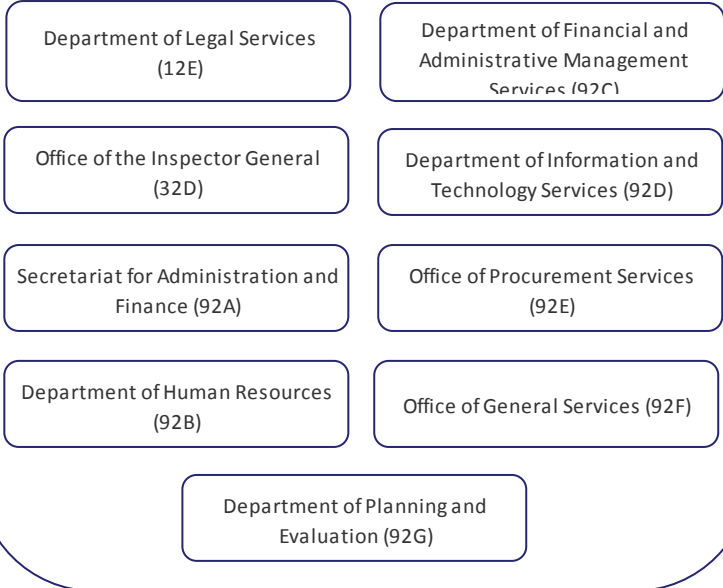 Department of Legal Services
(12E)
Department of Financial and
Administrative Management
Services (92C)
Office of the Inspector General
(32D)
Department of Information and
Technology Services (92D)
Secretariat for Administration and
Finance (92A)
Office of Procurement Services
(92E)
Department of Human Resources
(92B)
Office of General Services (92F)
Department of Planning and
Evaluation (92G)